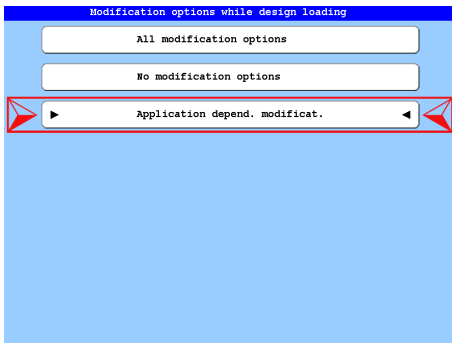 Modification options while design loading
All modification options
No modification options
Application depend. modificat.